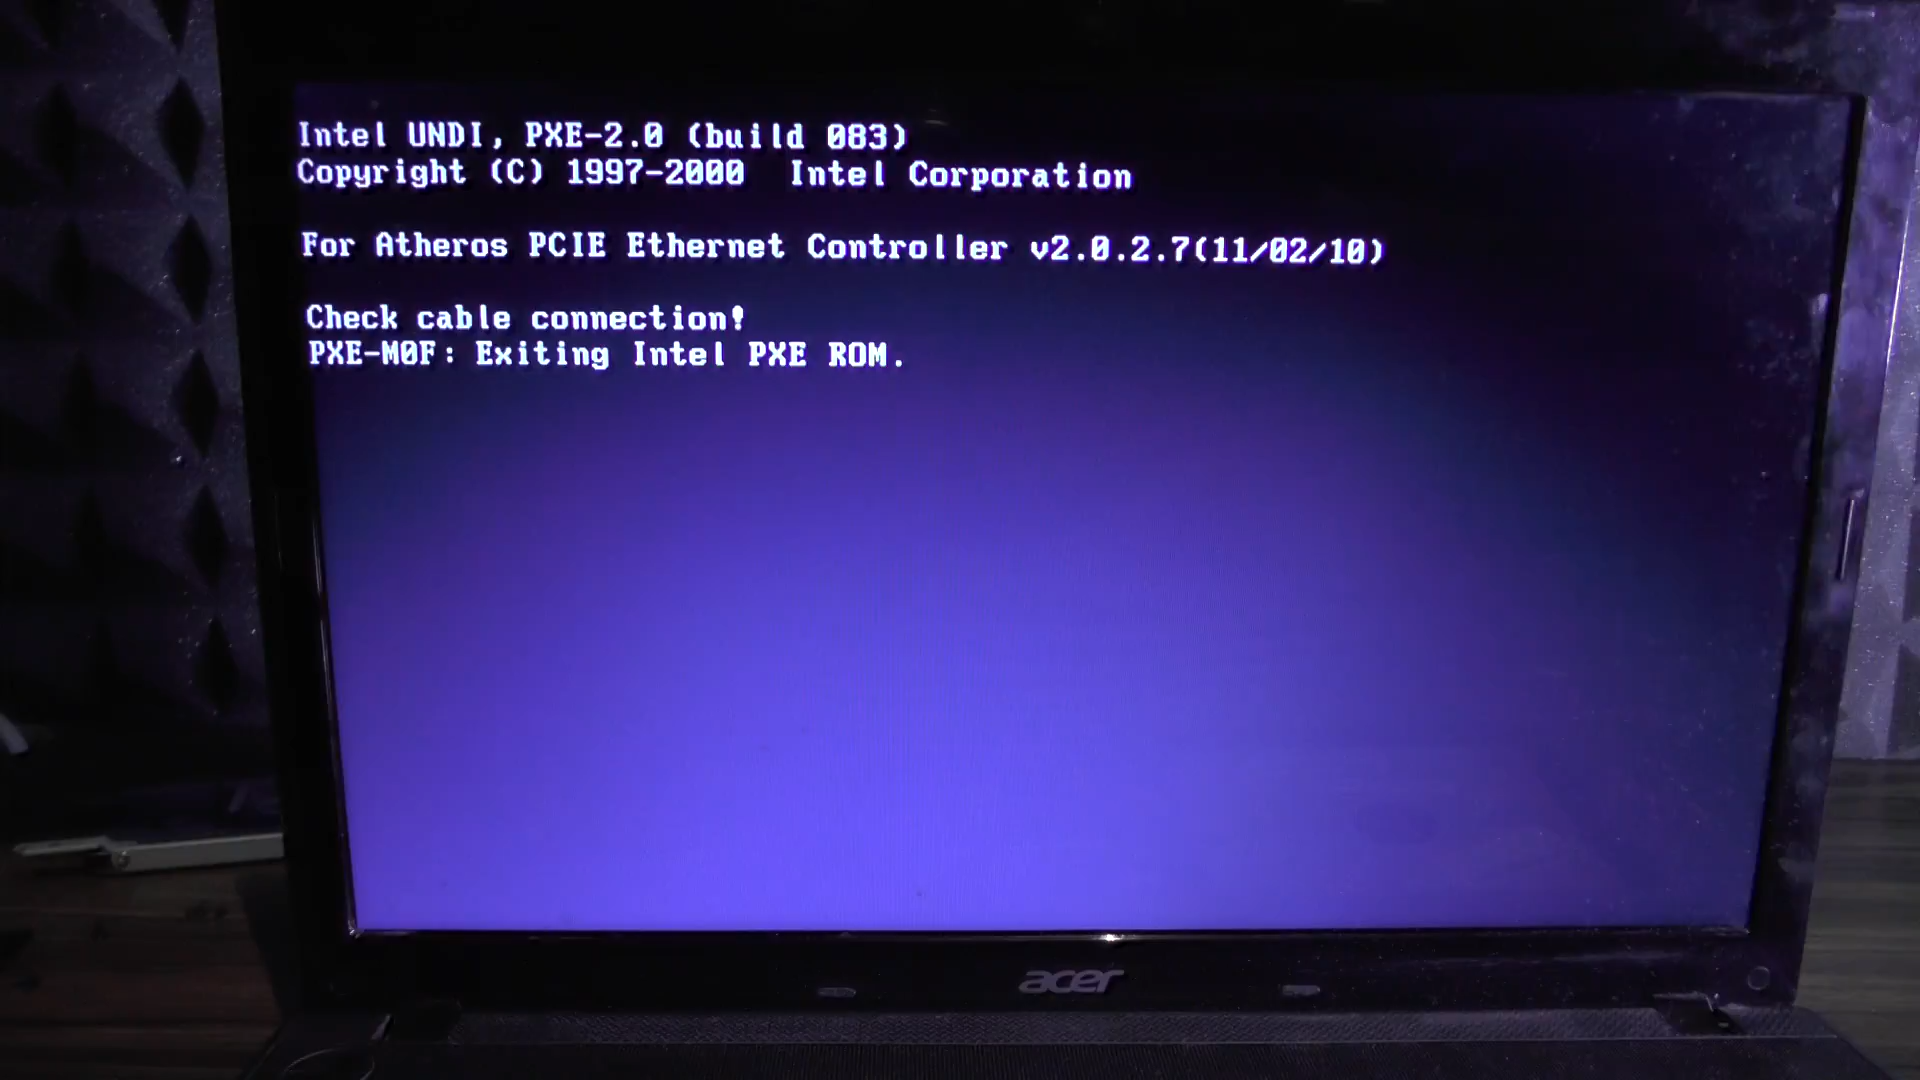 Intel UNDI, PXE-2.0 (build 083)
Copyright (C) 1997-2000  Intel Corporation
For Atheros PCIE Ethernet Controller v2.0.2.7(11/02/10)
Check cable connection!
PXE-M0F: Exiting Intel PXE ROM.
acer